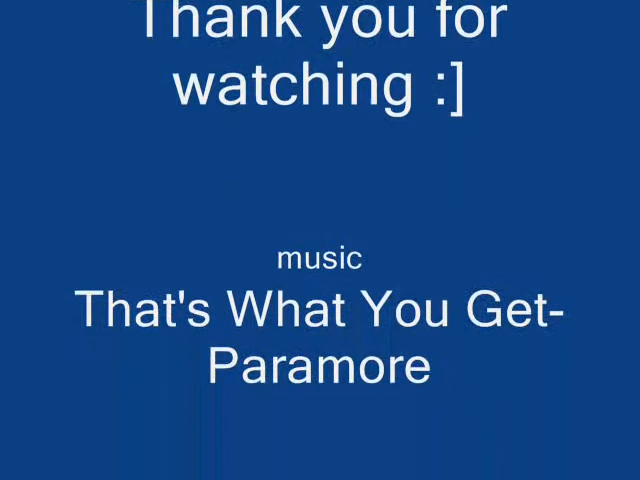 Thank you for
watching :]
music
That's What You Get-
Paramore